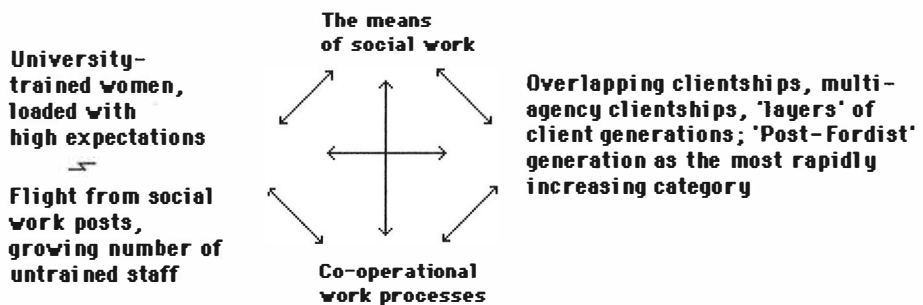 The means
of social work
University-
trained women,
loaded with
high expectations
Flight from social
work posts,
growing number of
untrained staff
Overlapping clientships, multi-
agency clientships, 'layers' of
client generations; 'Post-Fordist'
generation as the most rapidly
increasing category
Co-operational
work processes